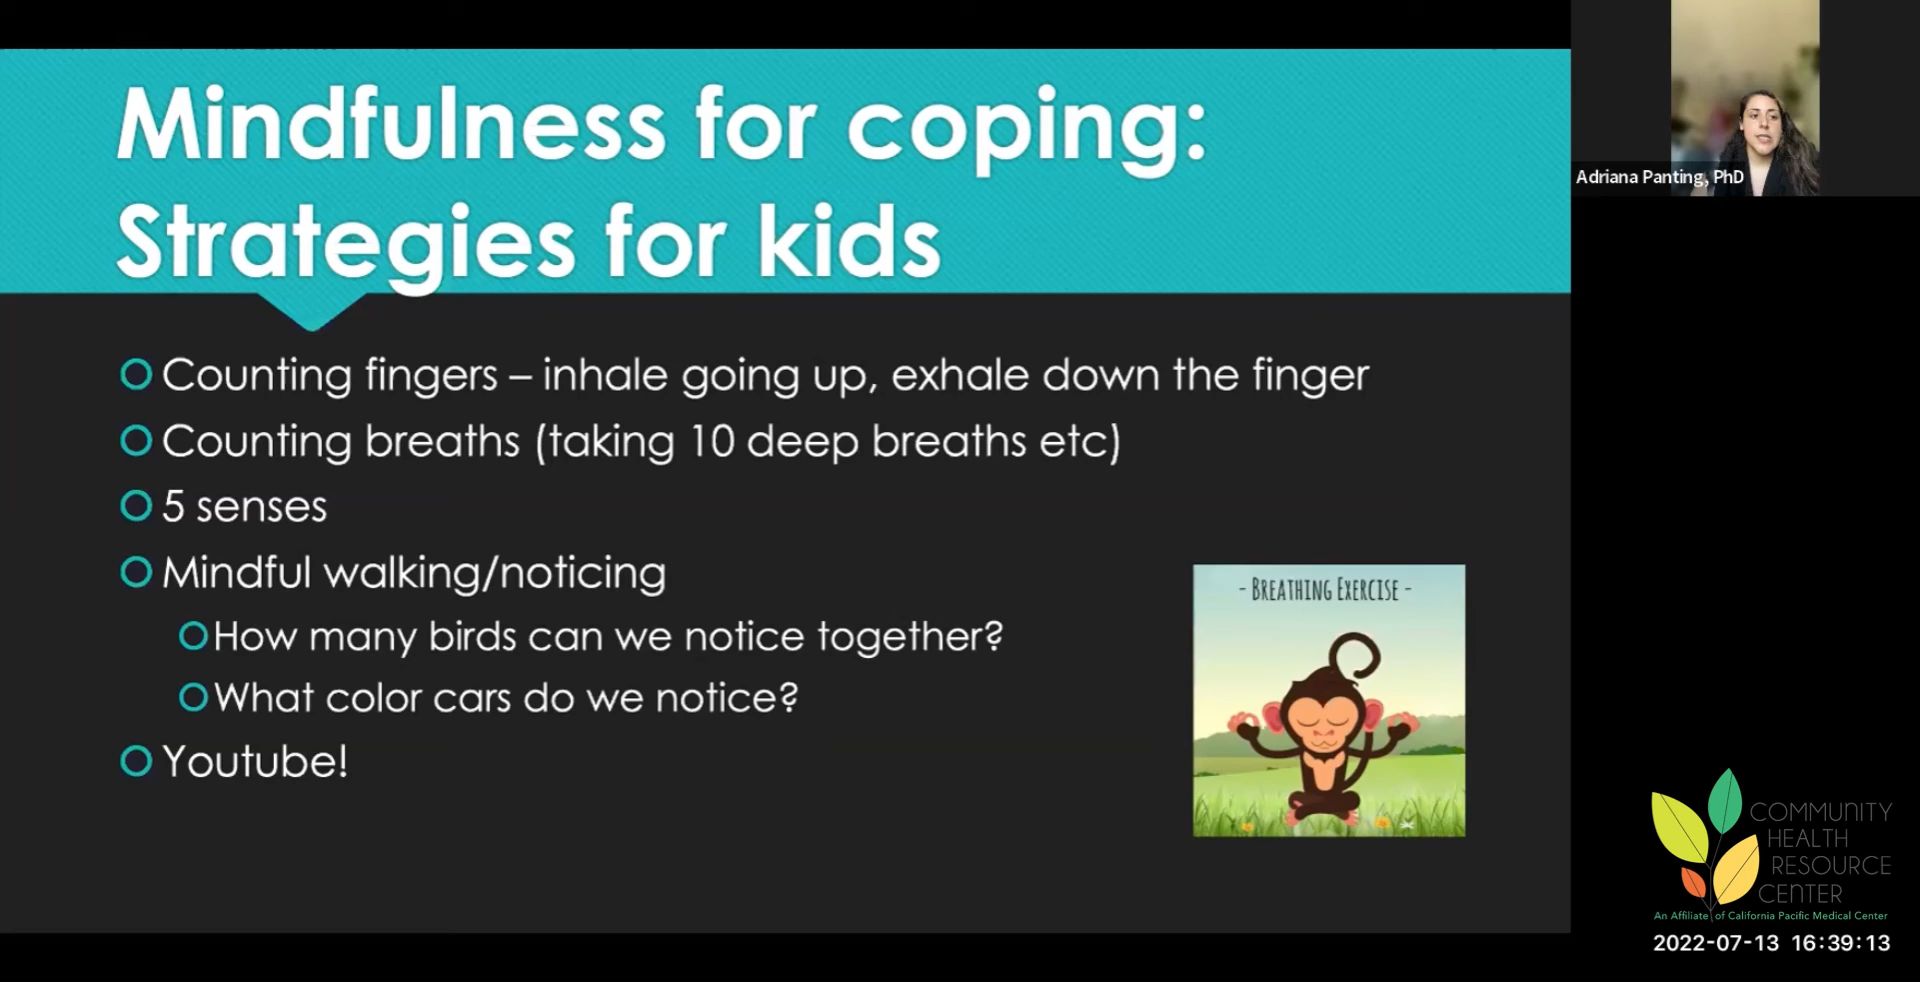 Mindfulness for coping:
Strategies for kids
Counting fingers – inhale going up, exhale down the finger
Counting breaths (taking 10 deep breaths etc)
5 senses
Mindful walking/noticing
How many birds can we notice together?
What color cars do we notice?
Youtube!
- BREATHING EXERCISE -
Adriana Panting, PhD
COMMUNITY
HEALTH
RESOURCE
CENTER
An Affiliate of California Pacific Medical Center
2022-07-13 16:39:13